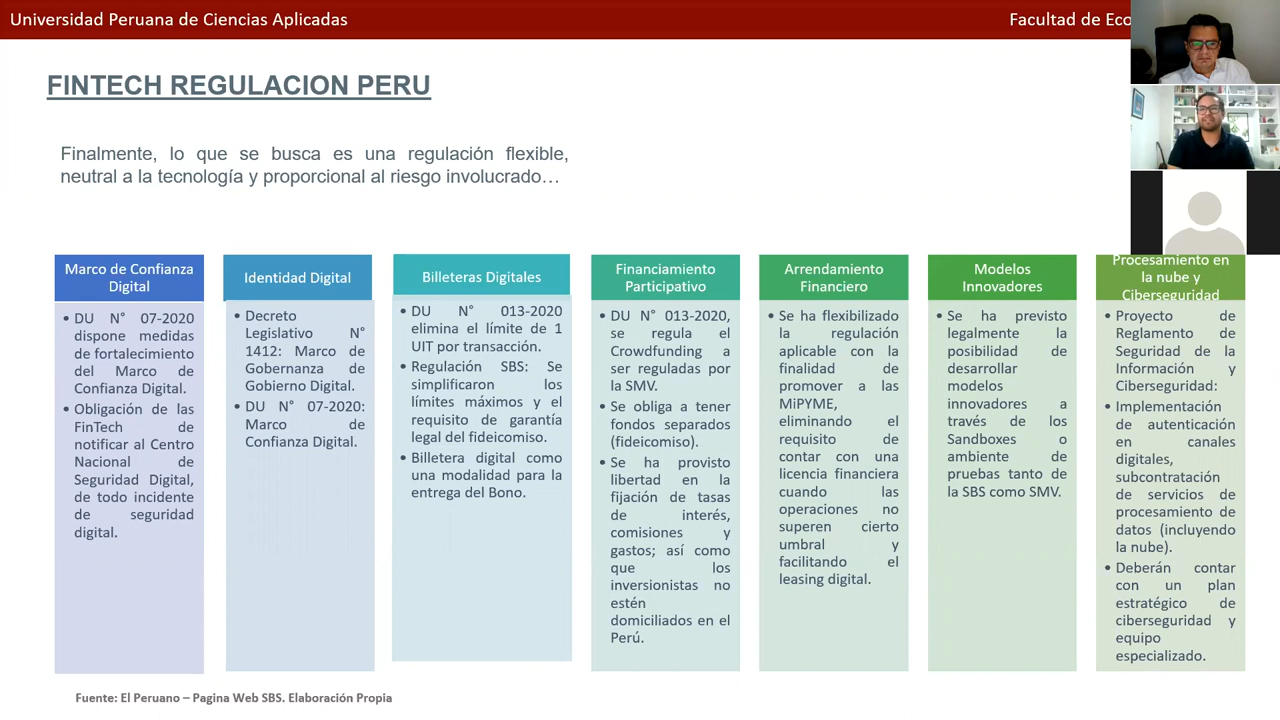 Universidad Peruana de Ciencias Aplicadas
Facultad de Eco
FINTECH REGULACION PERU
Finalmente, lo que se busca es una regulación flexible,
neutral a la tecnología y proporcional al riesgo involucrado…
Marco de Confianza
Digital
• DU N° 07-2020
dispone medidas
de fortalecimiento
del Marco de
Confianza Digital.
• Obligación de las
FinTech de
notificar al Centro
Nacional de
Seguridad Digital,
de todo incidente
de seguridad
digital.
Identidad Digital
• Decreto
Legislativo N°
1412: Marco de
Gobernanza de
Gobierno Digital.
• DU N° 07-2020:
Marco de
Confianza Digital.
Billeteras Digitales
• DU N° 013-2020
elimina el límite de 1
UIT por transacción.
• Regulación SBS: Se
simplificaron los
límites máximos y el
requisito de garantía
legal del fideicomiso.
• Billetera digital como
una modalidad para la
entrega del Bono.
Financiamiento
Participativo
• DU N° 013-2020,
se regula el
Crowdfunding a
ser reguladas por
la SMV.
• Se obliga a tener
fondos separados
(fideicomiso).
• Se ha provisto
libertad en la
fijación de tasas
de interés,
comisiones y
gastos; así como
que los
inversionistas no
estén
domiciliados en el
Perú.
Arrendamiento
Financiero
• Se ha flexibilizado
la regulación
aplicable con la
finalidad de
promover a las
MiPYME,
eliminando el
requisito de
contar con una
licencia financiera
cuando las
operaciones no
superen cierto
umbral y
facilitando el
leasing digital.
Modelos
Innovadores
• Se ha previsto
legalmente la
posibilidad de
desarrollar
modelos
innovadores a
través de los
Sandboxes o
ambiente de
pruebas tanto de
la SBS como SMV.
Procesamiento en
la nube y
Ciberseguridad
• Proyecto de
Reglamento de
Seguridad de la
Información y
Ciberseguridad:
• Implementación
de autenticación
en canales
digitales,
subcontratación
de servicios de
procesamiento de
datos (incluyendo
la nube).
• Deberán contar
con un plan
estratégico de
ciberseguridad y
equipo
especializado.
Fuente: El Peruano – Pagina Web SBS. Elaboración Propia